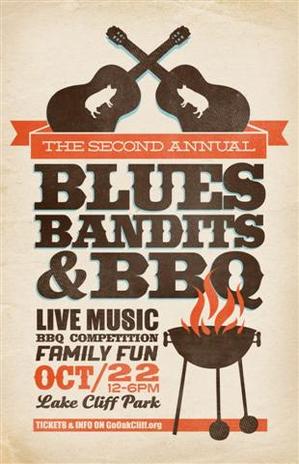 THE SECOND ANNUAL
BLUES
BANDITS
& BBQ
LIVE MUSIC
BBQ COMPETITION
FAMILY FUN
OCT/22
12-6PM
Lake Cliff Park
TICKETS & INFO ON GoOakCliff.org